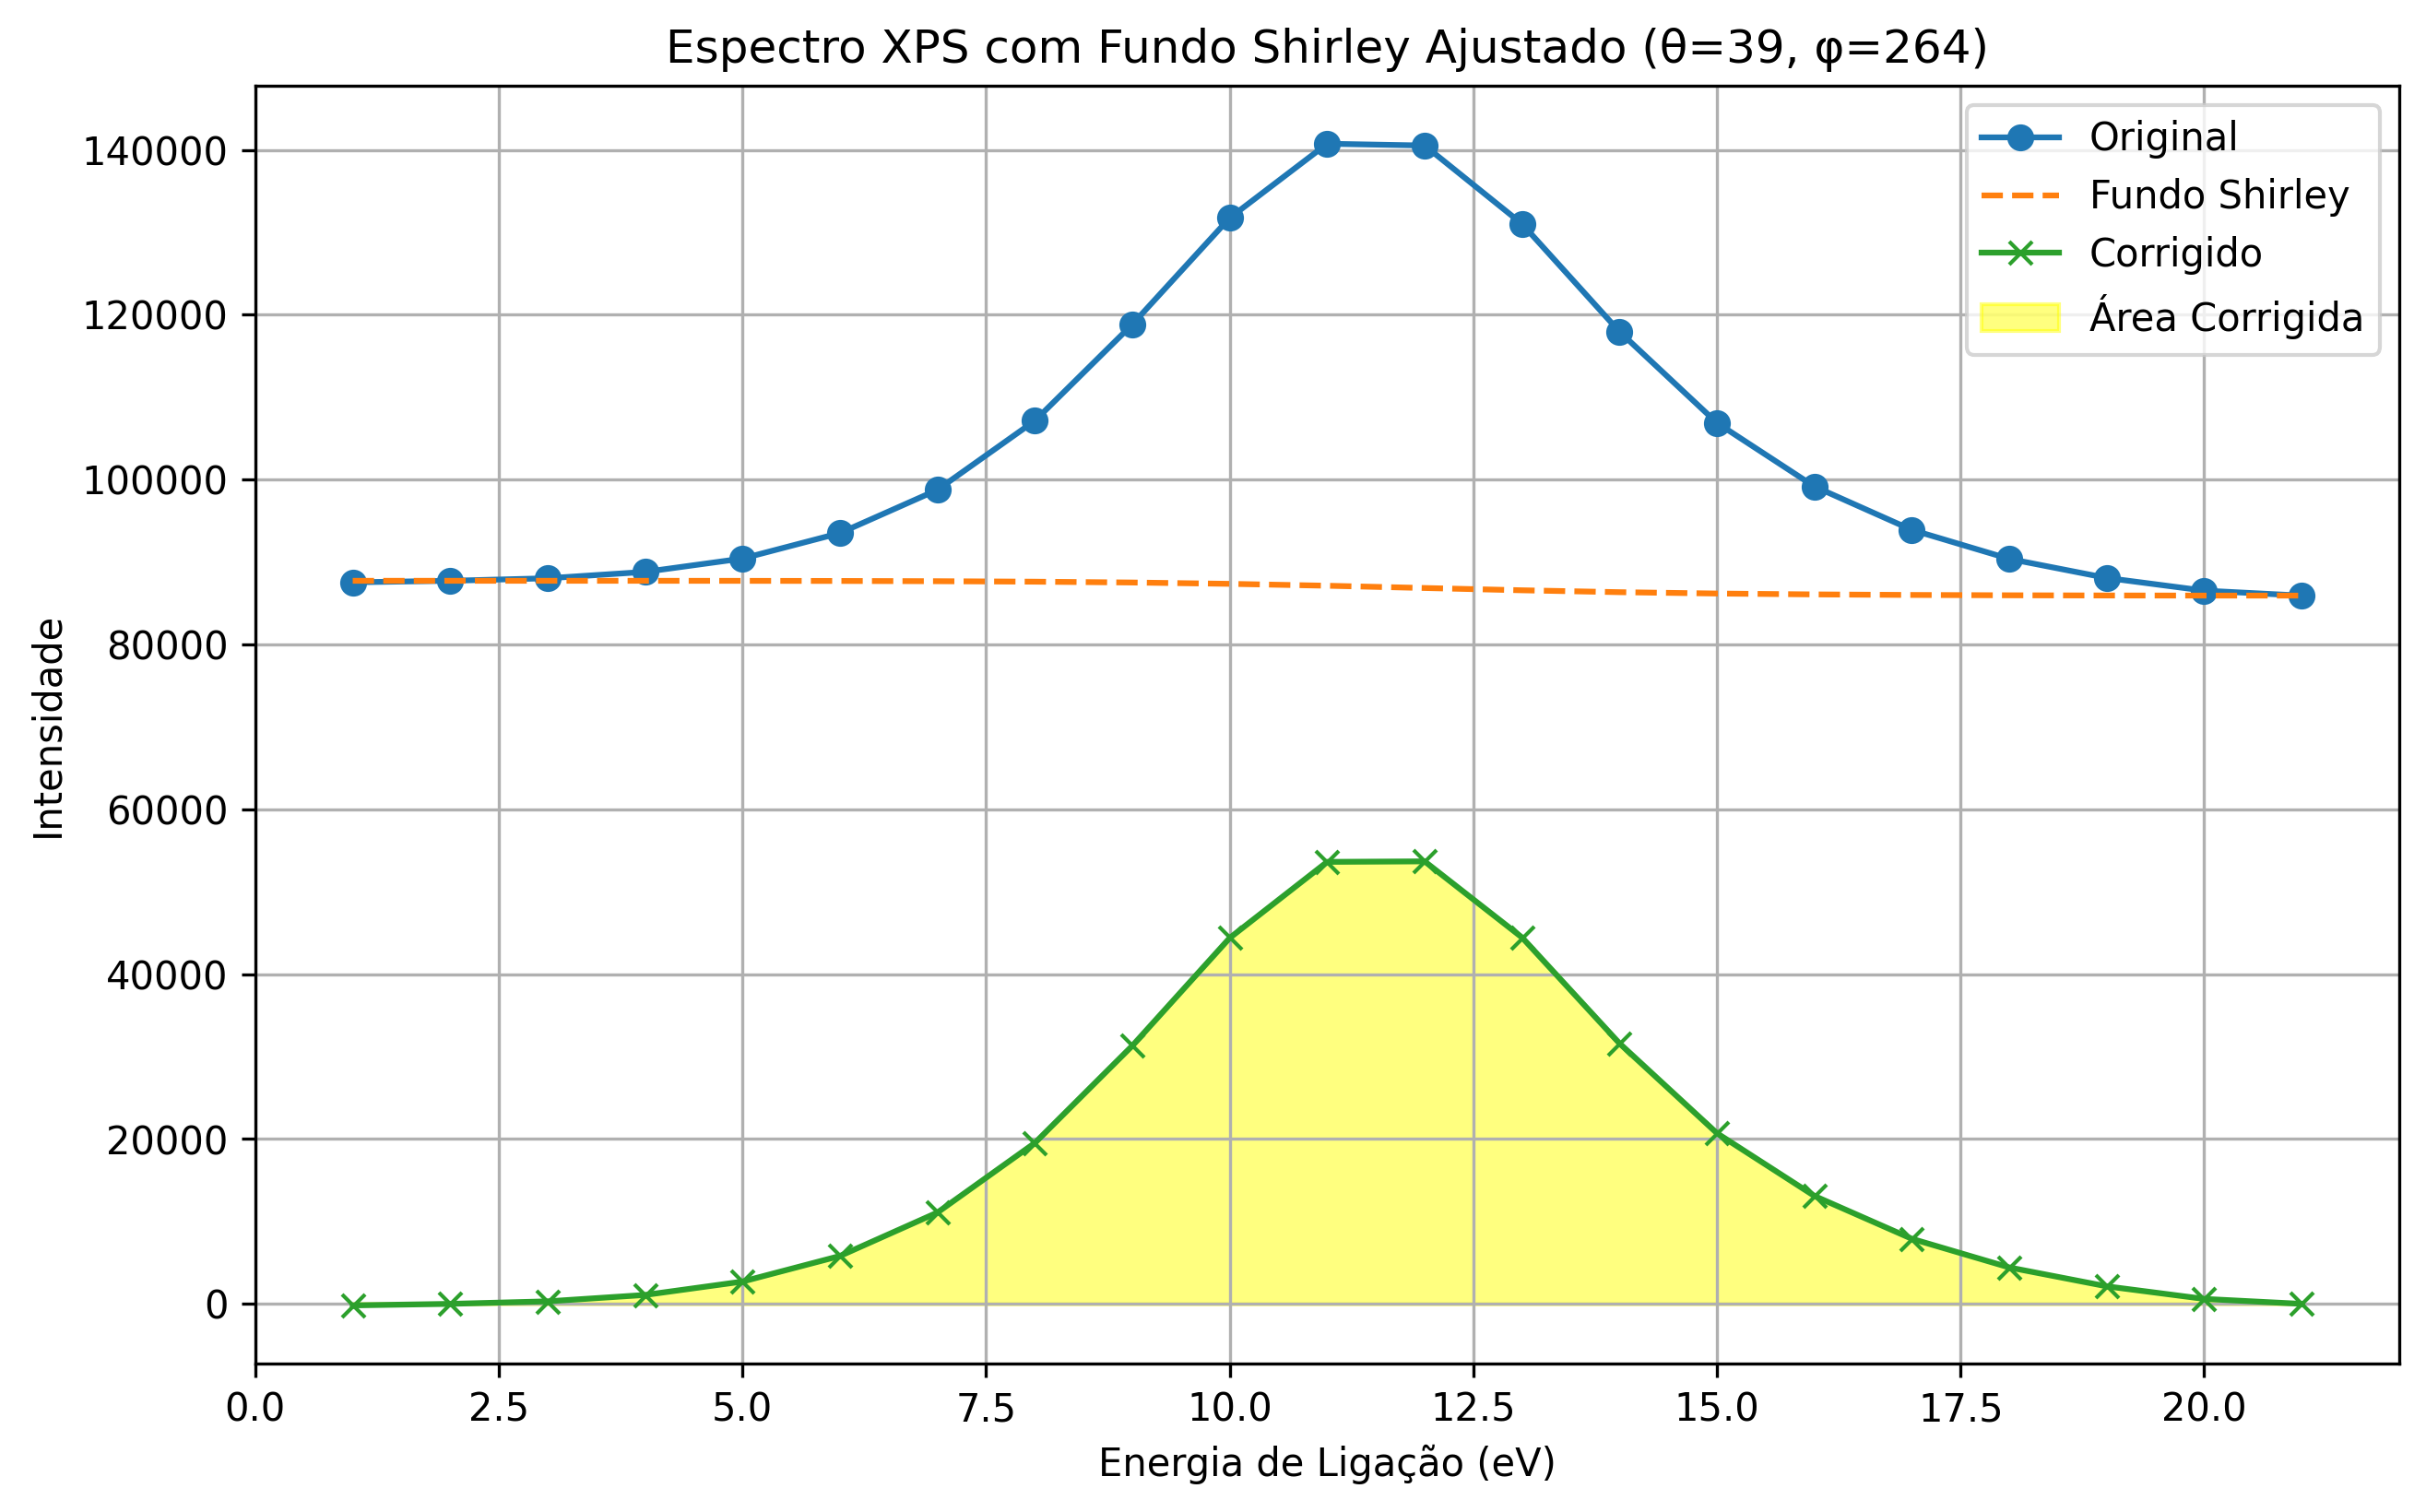 Espectro XPS com Fundo Shirley Ajustado (θ=39, φ=264)
Original
Fundo Shirley
Corrigido
Área Corrigida
Intensidade
140000
120000
100000
80000
60000
40000
20000
0
0.0 2.5 5.0 7.5 10.0 12.5 15.0 17.5 20.0
Energia de Ligação (eV)